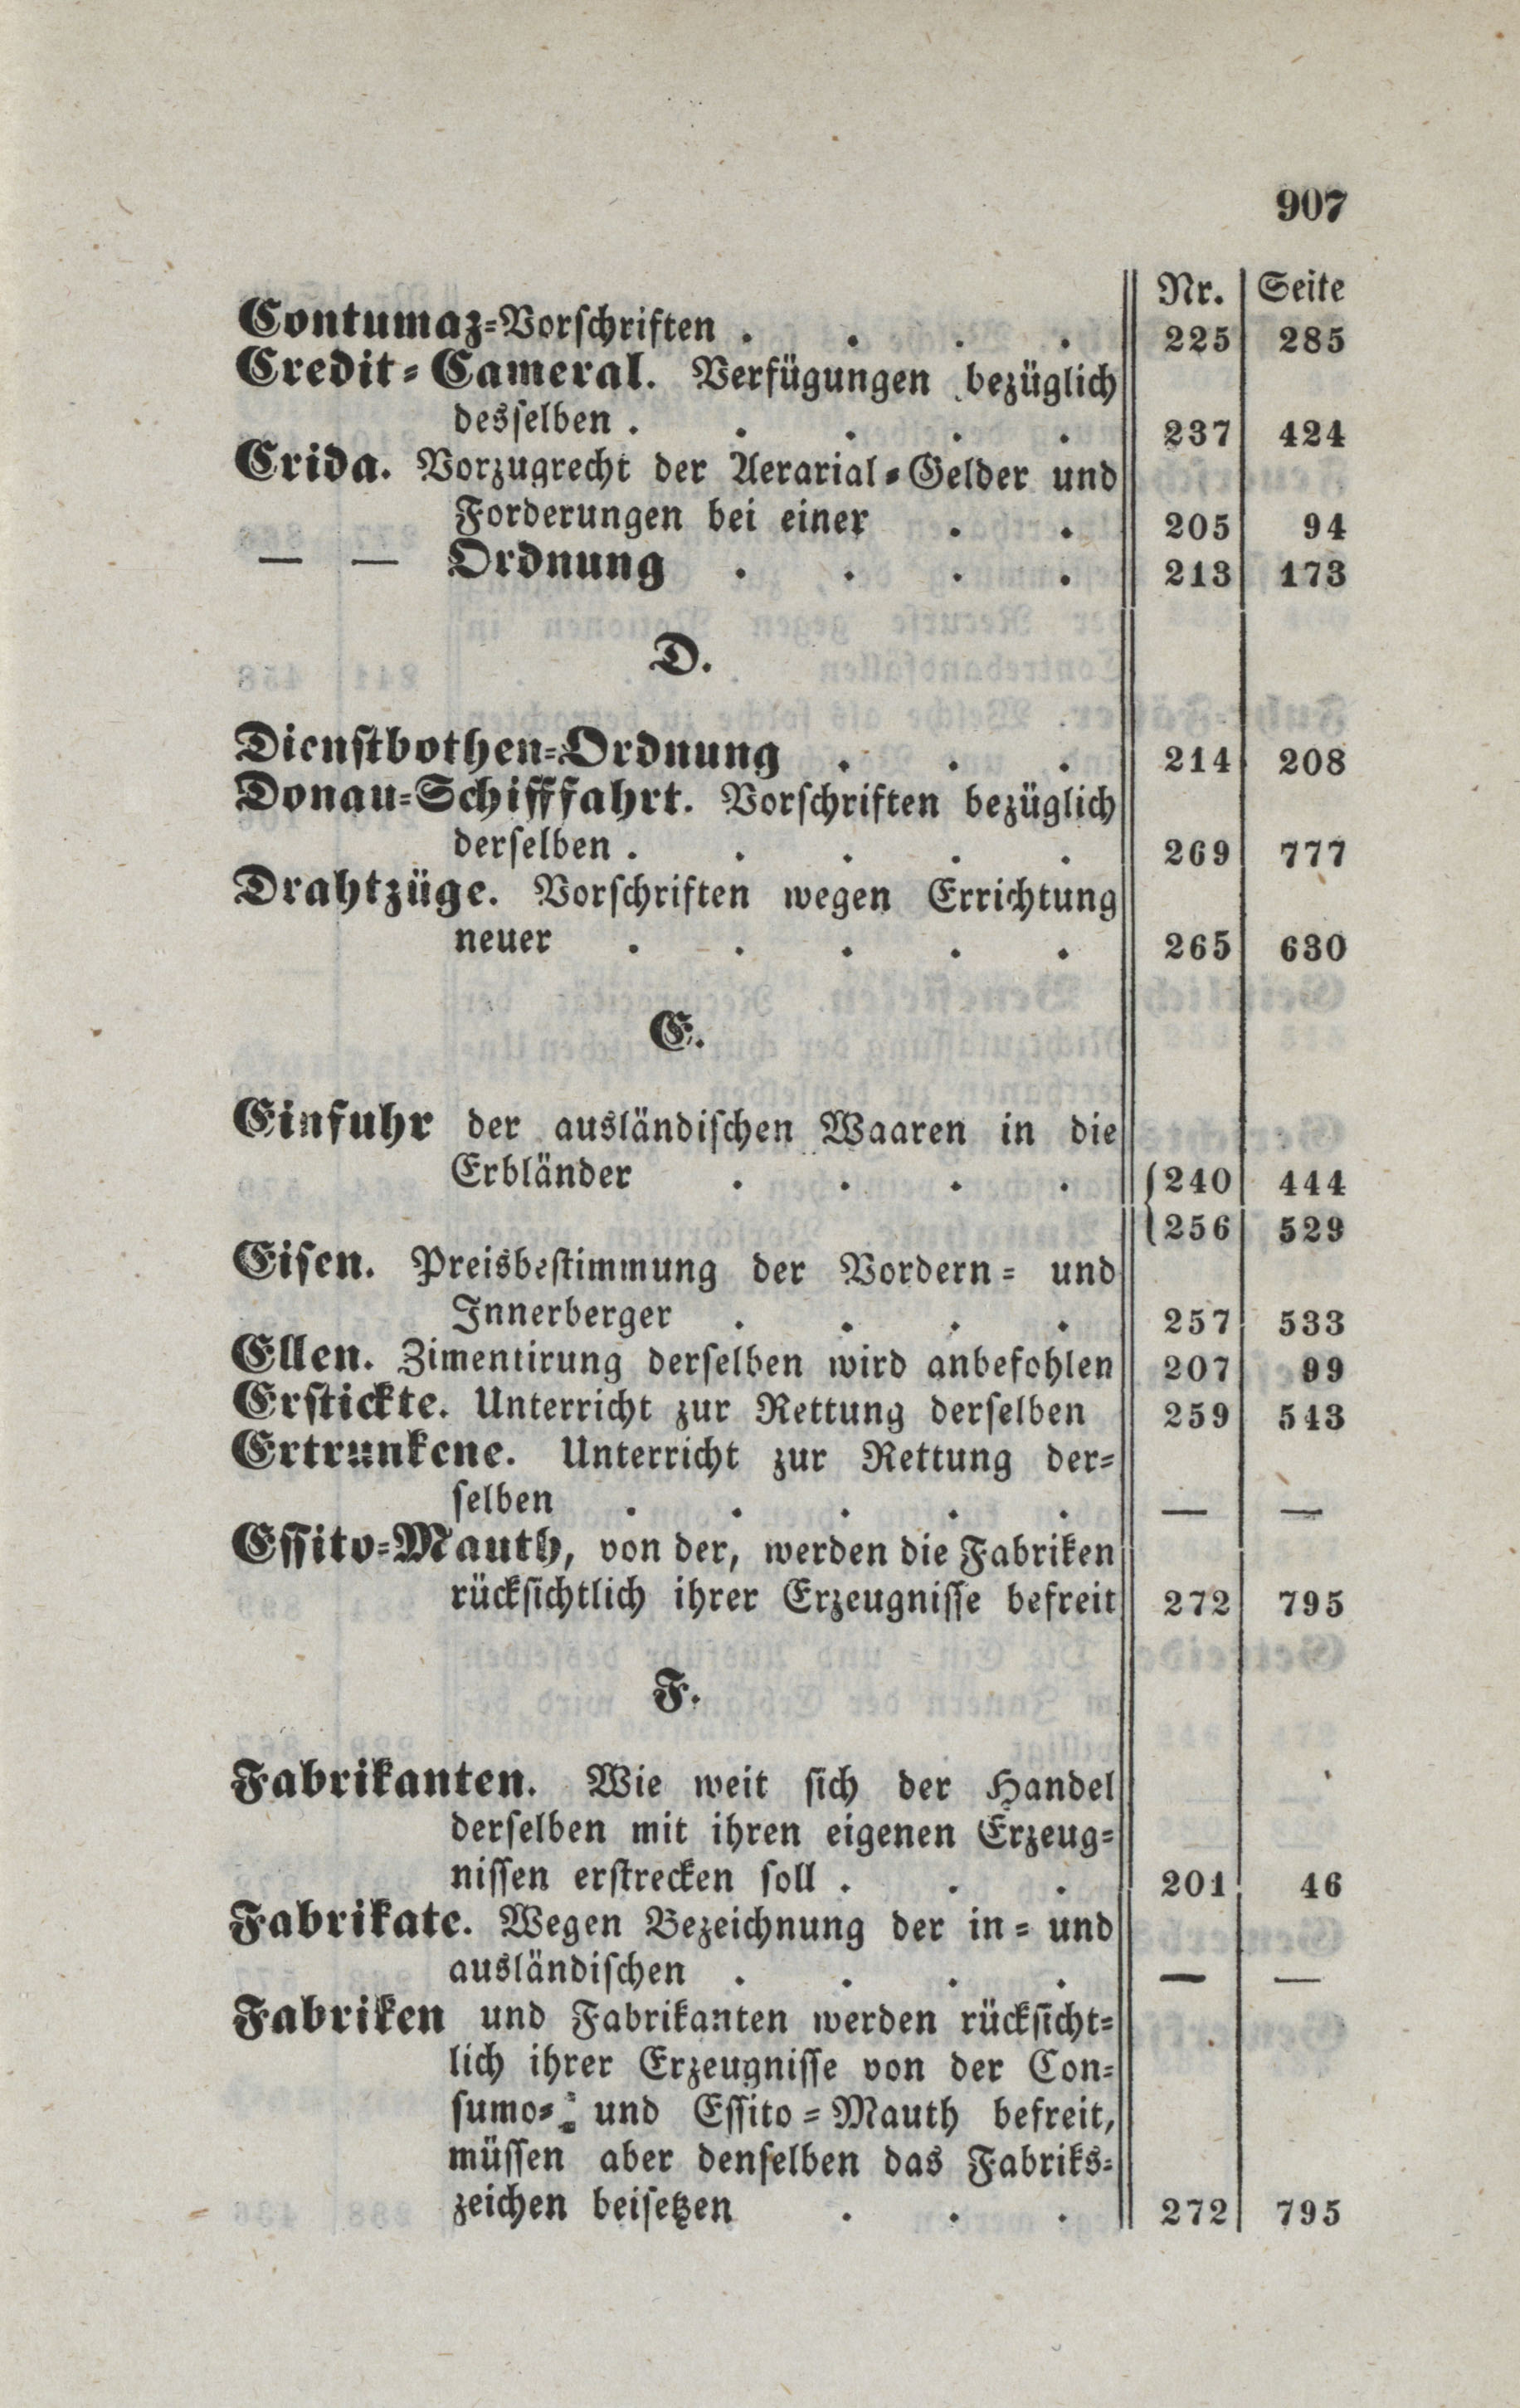 907
Nr. Seite
Contumaz=Vorschriften . . . . 225 285
Credit=Cameral. Verfügungen bezüglich
desselben . . . . . 237 424
Crida. Vorzugrecht der Aerarial=Gelder und
Forderungen bei einer . . 205 94
— — Ordnung . . . . 213 173
D.
Dienstbothen=Ordnung . . . 214 208
Donau=Schifffahrt. Vorschriften bezüglich
derselben . . . . . 269 777
Drahtzüge. Vorschriften wegen Errichtung
neuer . . . . . 265 630
E.
Einfuhr der ausländischen Waaren in die
Erbländer . . . . {240 444
{256 529
Eisen. Preisbestimmung der Vordern= und
Innerberger . . . . 257 533
Ellen. Zimentirung derselben wird anbefohlen 207 99
Erstickte. Unterricht zur Rettung derselben 259 543
Ertrunkene. Unterricht zur Rettung der=
selben . . . . . — —
Essito=Mauth, von der, werden die Fabriken
rücksichtlich ihrer Erzeugnisse befreit 272 795
F.
Fabrikanten. Wie weit sich der Handel
derselben mit ihren eigenen Erzeug=
nissen erstrecken soll . . . 201 46
Fabrikate. Wegen Bezeichnung der in= und
ausländischen . . . . — —
Fabriken und Fabrikanten werden rücksicht=
lich ihrer Erzeugnisse von der Con=
sumo= und Essito=Mauth befreit,
müssen aber denselben das Fabriks=
zeichen beisetzen . . . 272 795